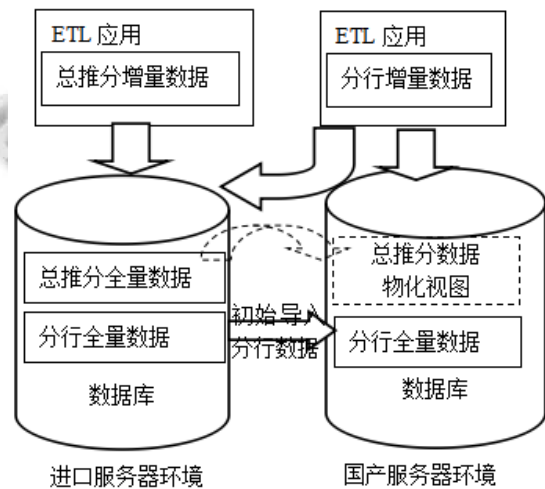 ETL 应用
总推分增量数据
ETL 应用
分行增量数据
总推分全量数据
分行全量数据
数据库
初始导入
分行数据
总推分数据
物化视图
分行全量数据
数据库
进口服务器环境
国产服务器环境